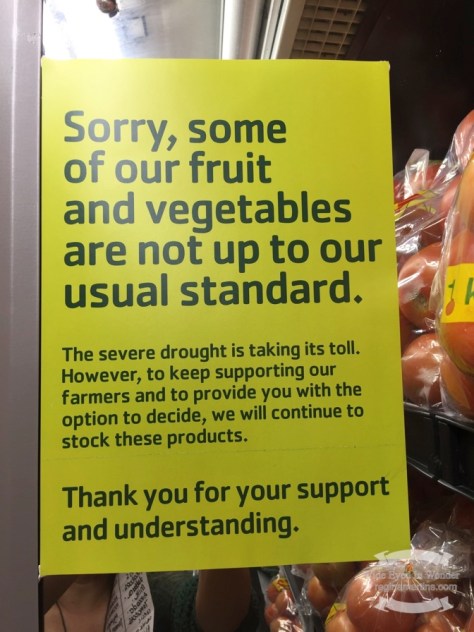 Sorry, some
of our fruit
and vegetables
are not up to our
usual standard.
The severe drought is taking its toll.
However, to keep supporting our
farmers and to provide you with the
option to decide, we will continue to
stock these products.
Thank you for your support
and understanding.